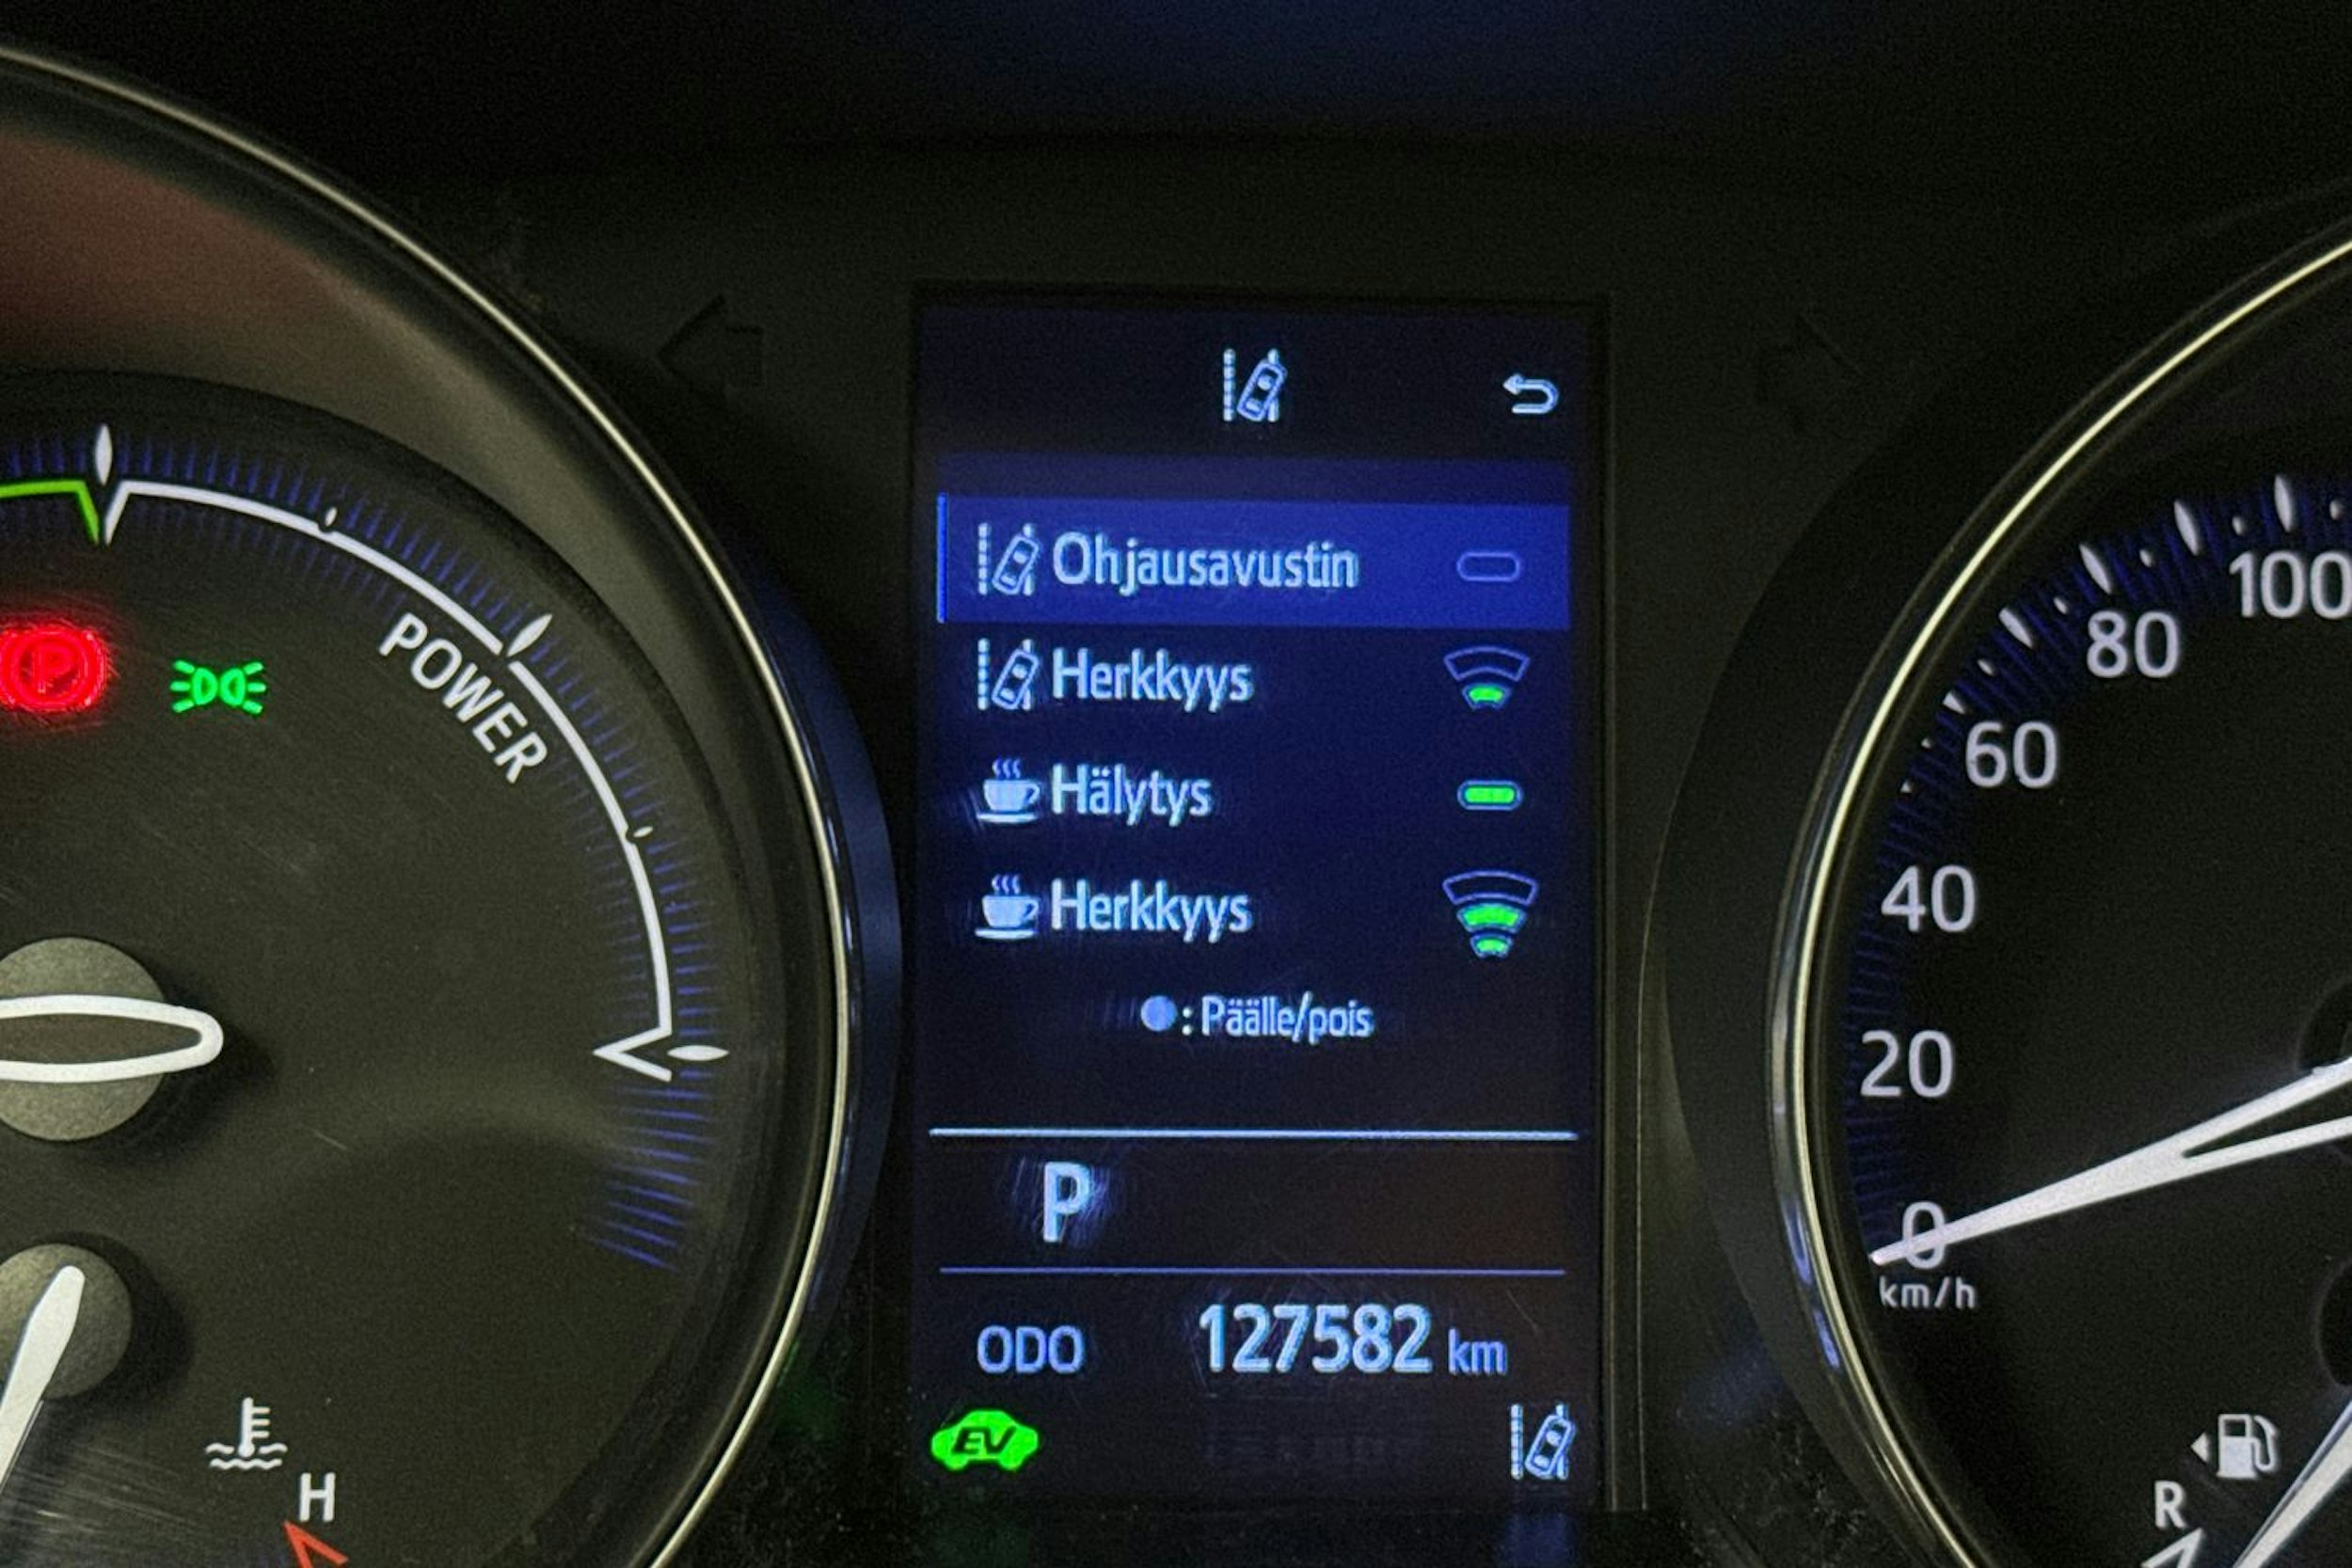 POWER
P
Ohjausavustin
Herkkyys
Hälytys
Herkkyys
: Päälle/pois
P
ODO 127582 km
EV
H
100
80
60
40
20
0
km/h
R